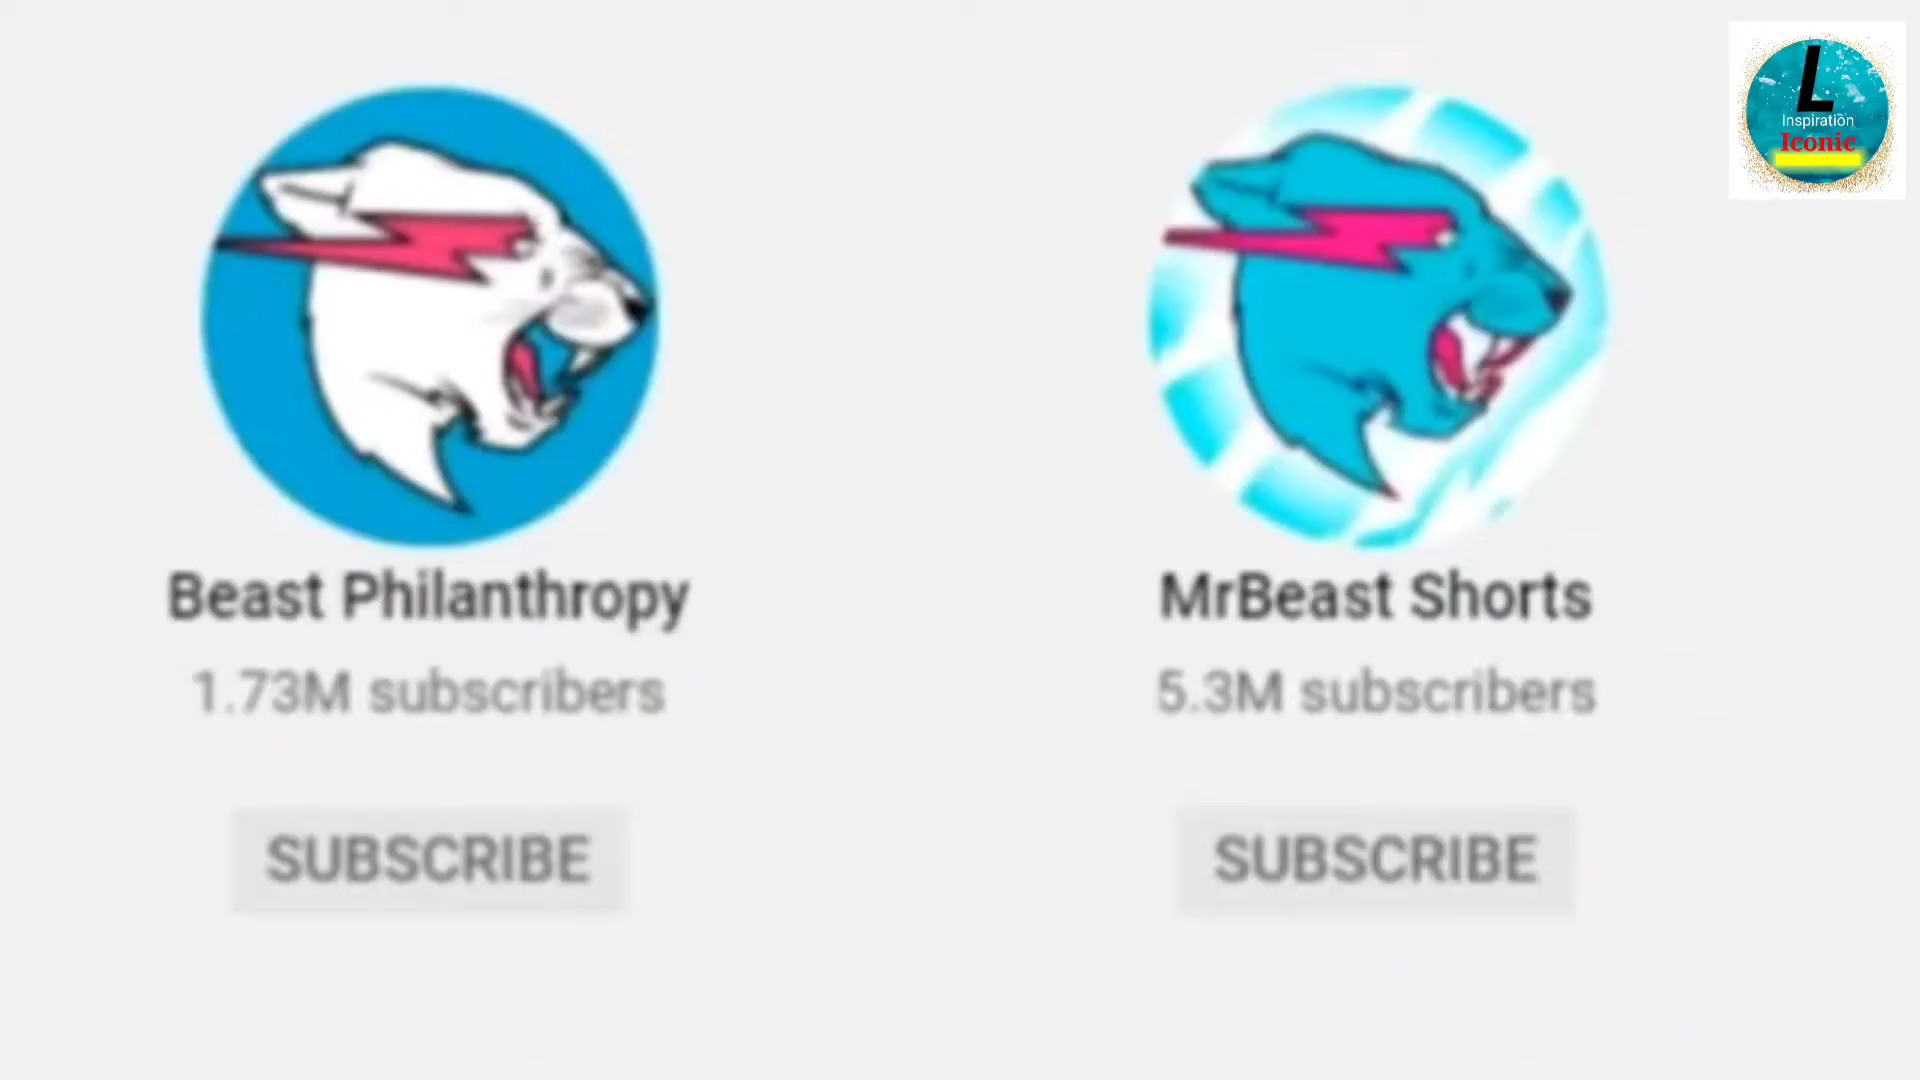 L
Inspiration
Iconic
Beast Philanthropy
MrBeast Shorts
1.73M subscribers
5.3M subscribers
SUBSCRIBE
SUBSCRIBE